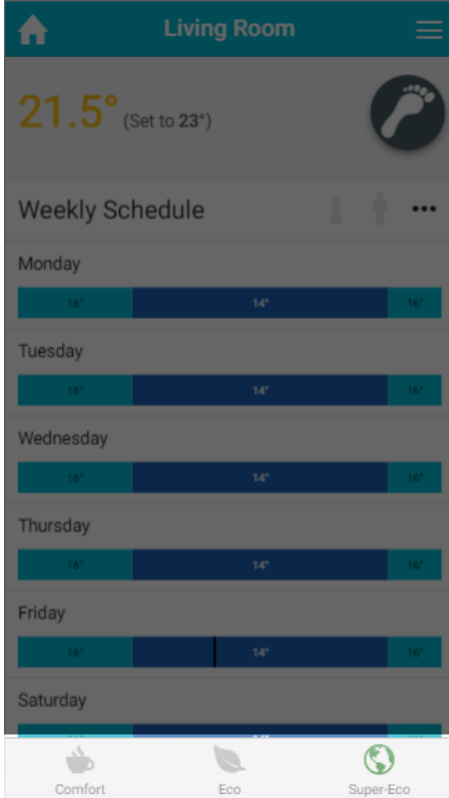 Living Room
21.5° (Set to 23°)
Weekly Schedule
Monday
16° 14° 16°
Tuesday
16° 14° 16°
Wednesday
16° 14° 16°
Thursday
16° 14° 16°
Friday
16° 14° 16°
Saturday
Comfort Eco Super-Eco